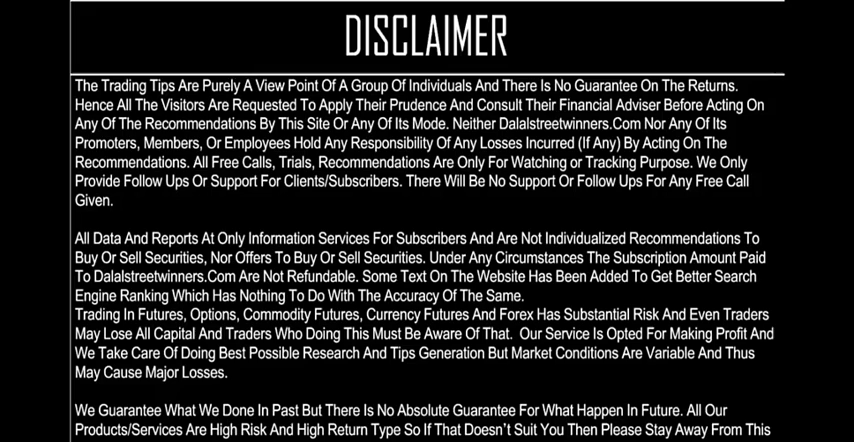 DISCLAIMER
The Trading Tips Are Purely A View Point Of A Group Of Individuals And There Is No Guarantee On The Returns.
Hence All The Visitors Are Requested To Apply Their Prudence And Consult Their Financial Adviser Before Acting On
Any Of The Recommendations By This Site Or Any Of Its Mode. Neither Dalalstreetwinners.Com Nor Any Of Its
Promoters, Members, Or Employees Hold Any Responsibility Of Any Losses Incurred (If Any) By Acting On The
Recommendations. All Free Calls, Trials, Recommendations Are Only For Watching or Tracking Purpose. We Only
Provide Follow Ups Or Support For Clients/Subscribers. There Will Be No Support Or Follow Ups For Any Free Call
Given.
All Data And Reports At Only Information Services For Subscribers And Are Not Individualized Recommendations To
Buy Or Sell Securities, Nor Offers To Buy Or Sell Securities. Under Any Circumstances The Subscription Amount Paid
To Dalalstreetwinners.Com Are Not Refundable. Some Text On The Website Has Been Added To Get Better Search
Engine Ranking Which Has Nothing To Do With The Accuracy Of The Same.
Trading In Futures, Options, Commodity Futures, Currency Futures And Forex Has Substantial Risk And Even Traders
May Lose All Capital And Traders Who Doing This Must Be Aware Of That. Our Service Is Opted For Making Profit And
We Take Care Of Doing Best Possible Research And Tips Generation But Market Conditions Are Variable And Thus
May Cause Major Losses.
We Guarantee What We Done In Past But There Is No Absolute Guarantee For What Happen In Future. All Our
Products/Services Are High Risk And High Return Type So If That Doesn't Suit You Then Please Stay Away From This